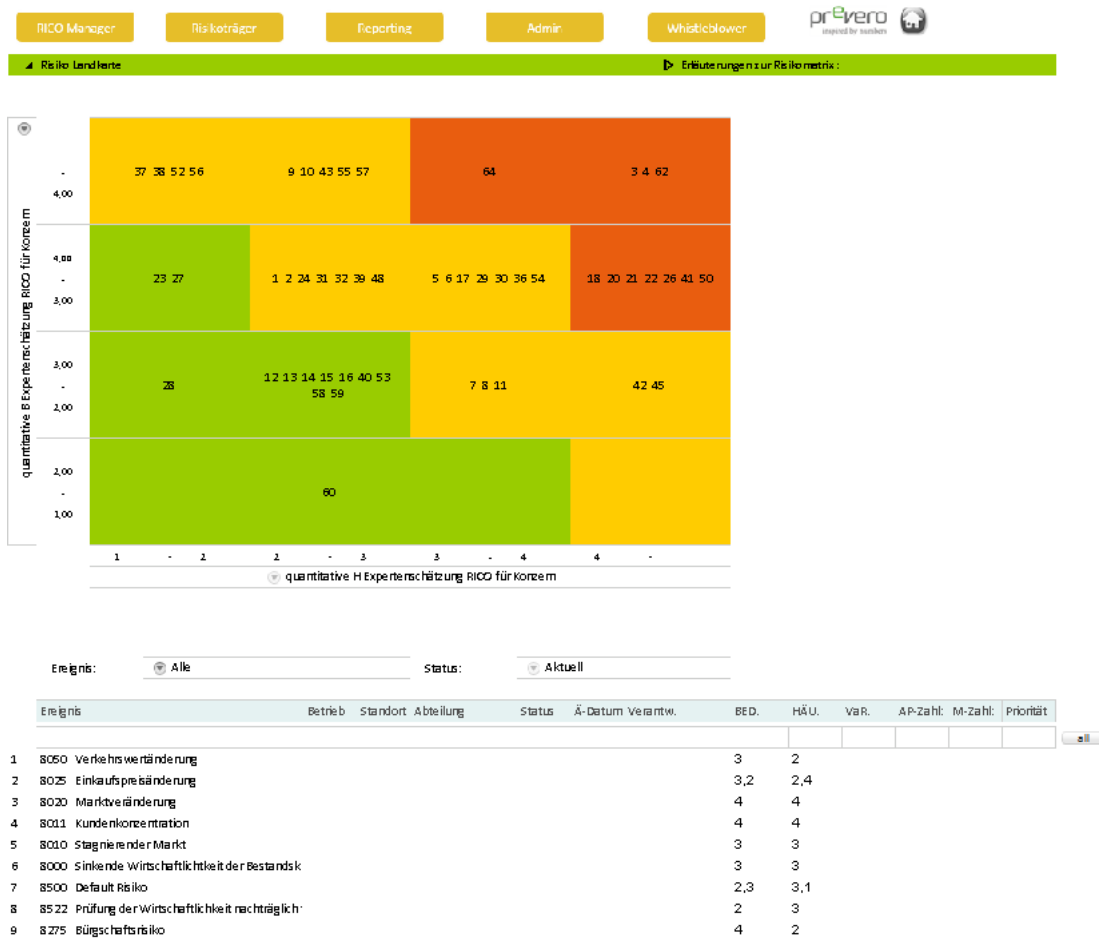 RICO Manager Risikoträger Reporting Admin Whistleblower prevero
inspired by numbers
Risiko Landkarte Erläuterungen zur Risikomatrix :
quantitative B Expertenschätzung RICO für Konzern
-
4,00
37 38 52 56 9 10 43 55 57 64 3 4 62
4,00
-
3,00
23 27 1 2 24 31 32 39 48 5 6 17 29 30 36 54 18 20 21 22 26 41 50
3,00
-
2,00
28 12 13 14 15 16 40 53 7 8 11 42 45
58 59
2,00
-
1,00
60
1 - 2 2 - 3 3 - 4 4 -
quantitative H Expertenschätzung RICO für Konzern
Ereignis: Alle Status: Aktuell
Ereignis Betrieb Standort Abteilung Status Ä-Datum Verantw. BED. HÄU. VaR. AP-Zahl: M-Zahl: Priorität
all
1 8050 Verkehrswertänderung 3 2
2 8025 Einkaufspreisänderung 3,2 2,4
3 8020 Marktveränderung 4 4
4 8011 Kundenkonzentration 4 4
5 8010 Stagnierender Markt 3 3
6 8000 Sinkende Wirtschaftlichtkeit der Bestandsk 3 3
7 8500 Default Risiko 2,3 3,1
8 8522 Prüfung der Wirtschaftlichkeit nachträglich 2 3
9 8275 Bürgschaftsrisiko 4 2